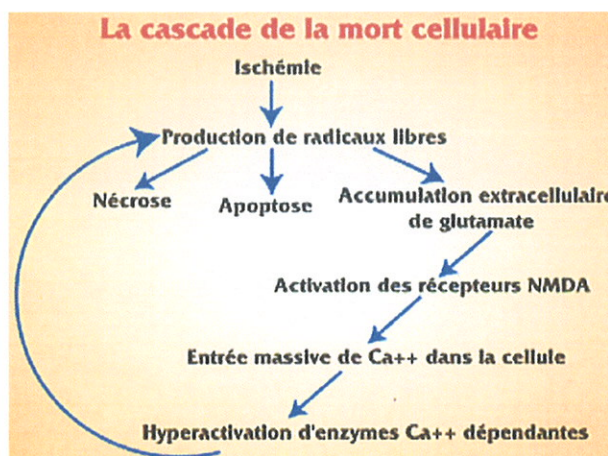 La cascade de la mort cellulaire
Ischémie
Production de radicaux libres
Nécrose
Apoptose
Accumulation extracellulaire
de glutamate
Activation des récepteurs NMDA
Entrée massive de Ca++ dans la cellule
Hyperactivation d'enzymes Ca++ dépendantes